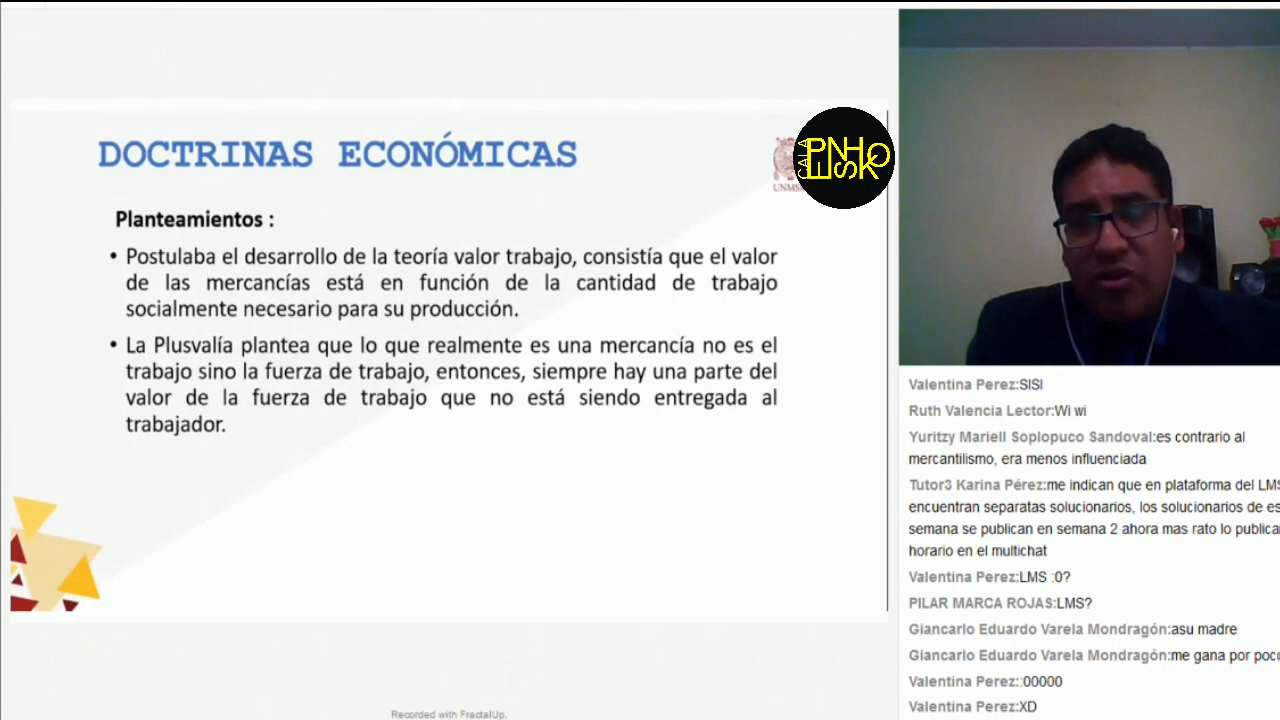 DOCTRINAS ECONÓMICAS
CALA
PNHO
ESK
UNMS
Planteamientos :
• Postulaba el desarrollo de la teoría valor trabajo, consistía que el valor
de las mercancías está en función de la cantidad de trabajo
socialmente necesario para su producción.
• La Plusvalía plantea que lo que realmente es una mercancía no es el
trabajo sino la fuerza de trabajo, entonces, siempre hay una parte del
valor de la fuerza de trabajo que no está siendo entregada al
trabajador.
Recorded with FractalUp.
Valentina Perez:SISI
Ruth Valencia Lector:Wi wi
Yuritzy Mariell Soplopuco Sandoval:es contrario al
mercantilismo, era menos influenciada
Tutor3 Karina Pérez:me indican que en plataforma del LMS
encuentran separatas solucionarios, los solucionarios de es
semana se publican en semana 2 ahora mas rato lo publica
horario en el multichat
Valentina Perez:LMS :0?
PILAR MARCA ROJAS:LMS?
Giancarlo Eduardo Varela Mondragón:asu madre
Giancarlo Eduardo Varela Mondragón:me gana por poco
Valentina Perez::00000
Valentina Perez:XD